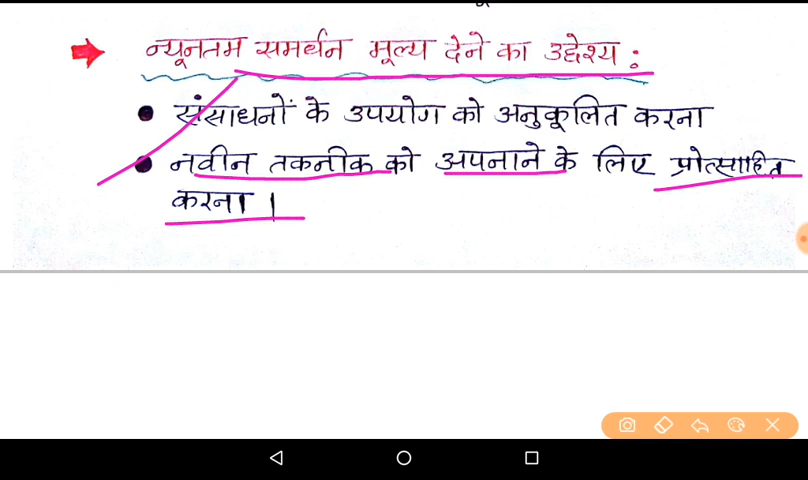 न्यूनतम समर्थन मूल्य देने का उद्देश्य :
संसाधनों के उपयोग को अनुकूलित करना
नवीन तकनीक को अपनाने के लिए प्रोत्साहित
करना ।